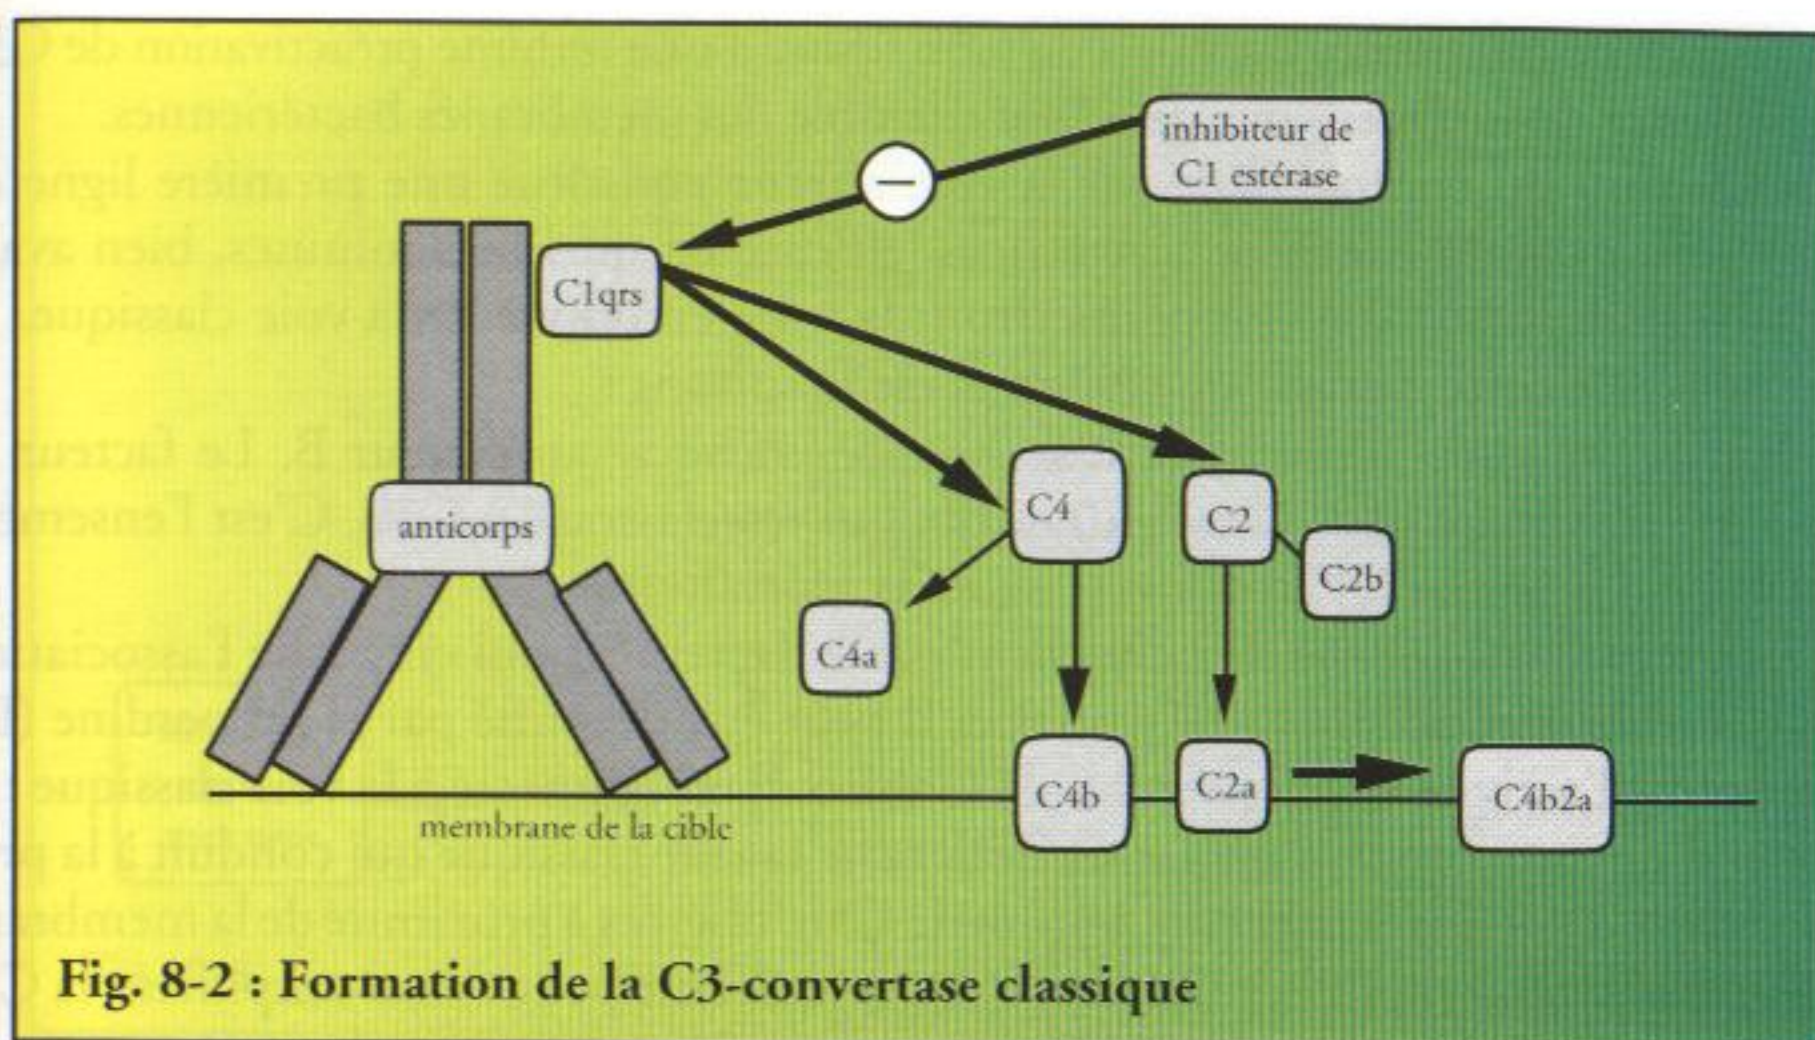 inhibiteur de
C1 estérase
C1qrs
anticorps
C4
C2
C2b
C4a
C4b
C2a
C4b2a
membrane de la cible
Fig. 8-2 : Formation de la C3-convertase classique